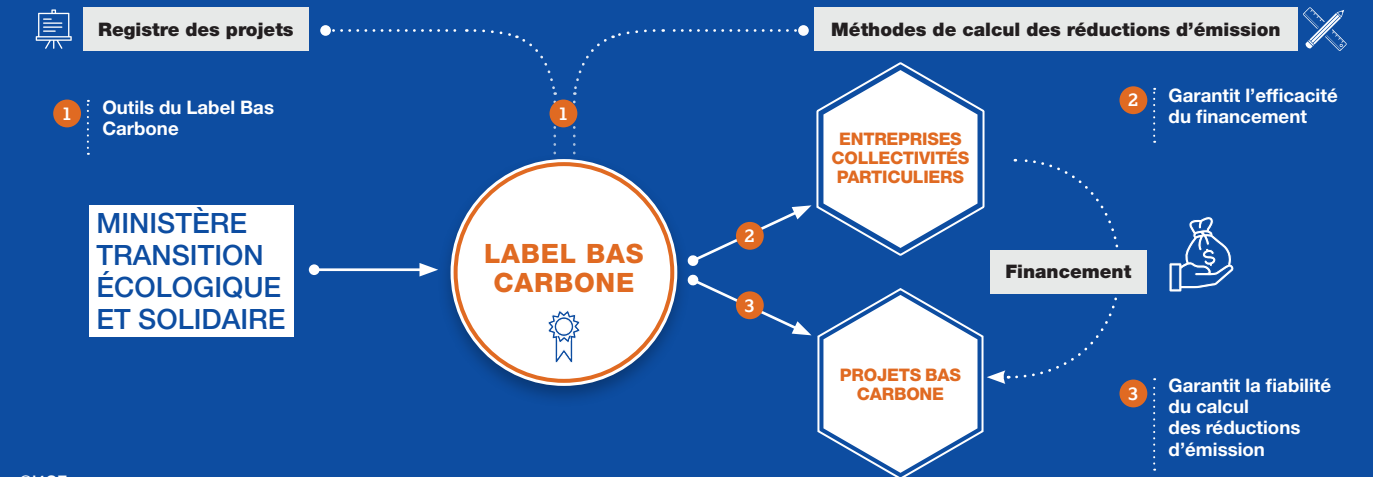 Registre des projets
Méthodes de calcul des réductions d'émission
1
Outils du Label Bas
Carbone
1
2
Garantit l'efficacité
du financement
ENTREPRISES
COLLECTIVITÉS
PARTICULIERS
MINISTÈRE
TRANSITION
ÉCOLOGIQUE
ET SOLIDAIRE
LABEL BAS
CARBONE
2
3
Financement
$
PROJETS BAS
CARBONE
3
Garantit la fiabilité
du calcul
des réductions
d'émission